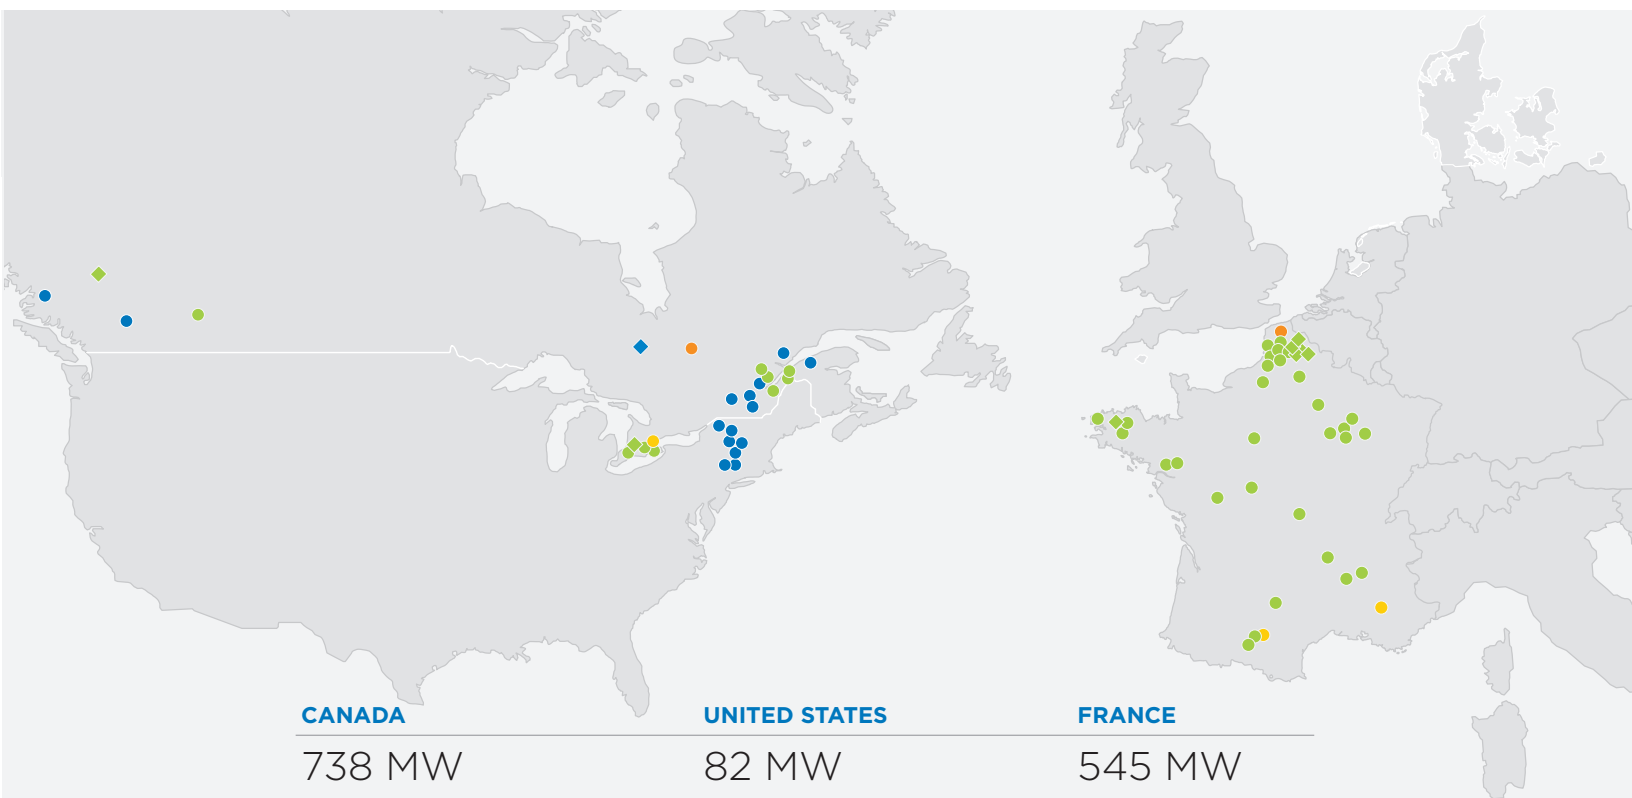 CANADA UNITED STATES FRANCE
738 MW 82 MW 545 MW